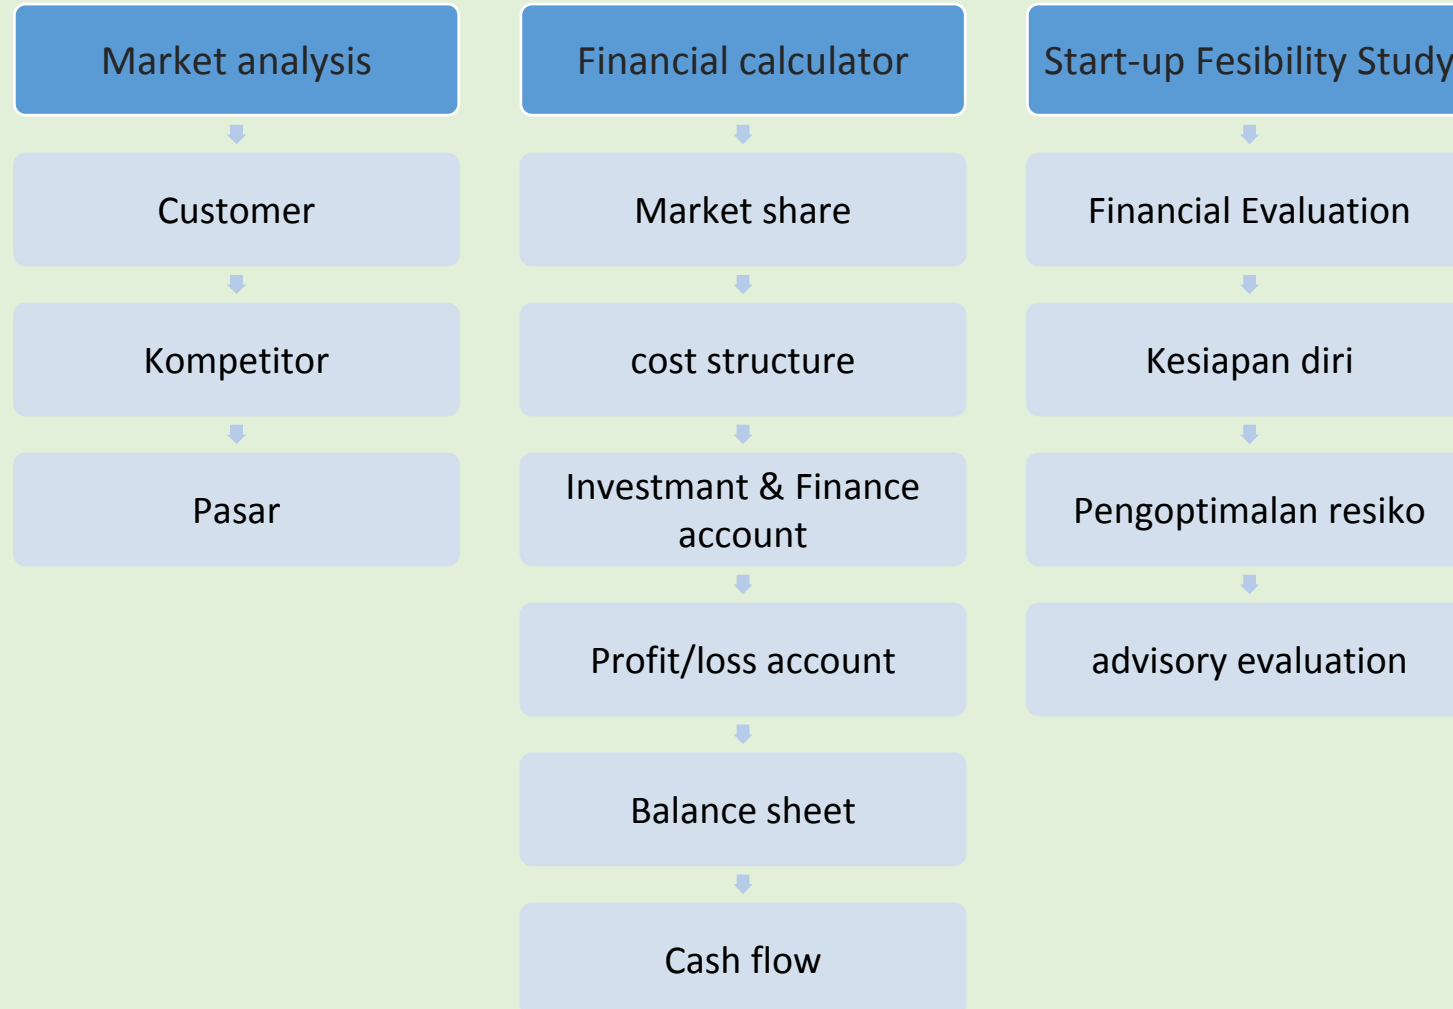 Market analysis
Customer
Kompetitor
Pasar
Financial calculator
Market share
cost structure
Investmant & Finance
account
Profit/loss account
Balance sheet
Cash flow
Start-up Fesibility Study
Financial Evaluation
Kesiapan diri
Pengoptimalan resiko
advisory evaluation